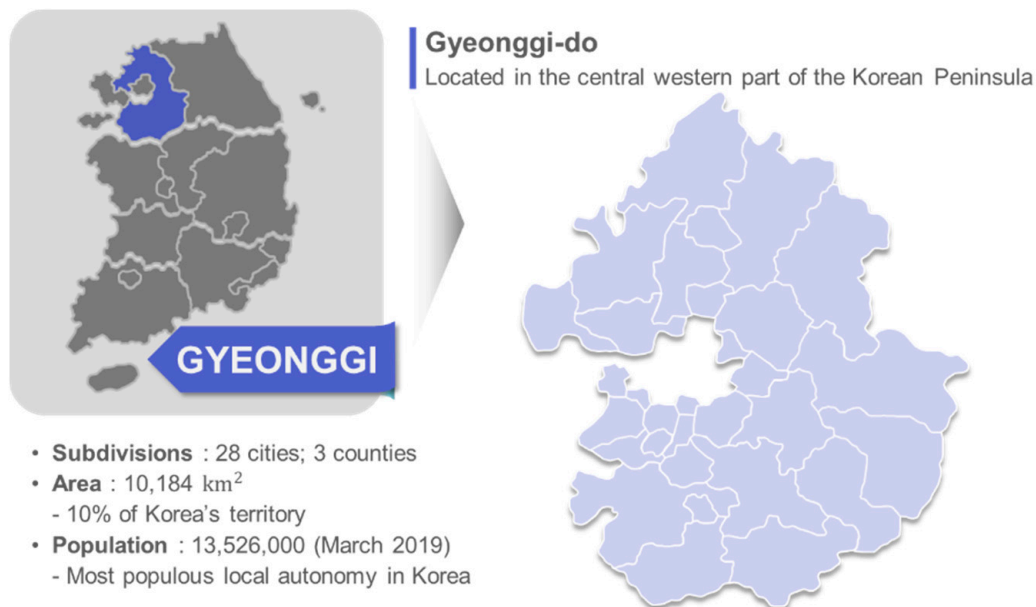 Gyeonggi-do
Located in the central western part of the Korean Peninsula
GYEONGGI
• Subdivisions : 28 cities; 3 counties
• Area : 10,184 km²
- 10% of Korea's territory
• Population : 13,526,000 (March 2019)
- Most populous local autonomy in Korea